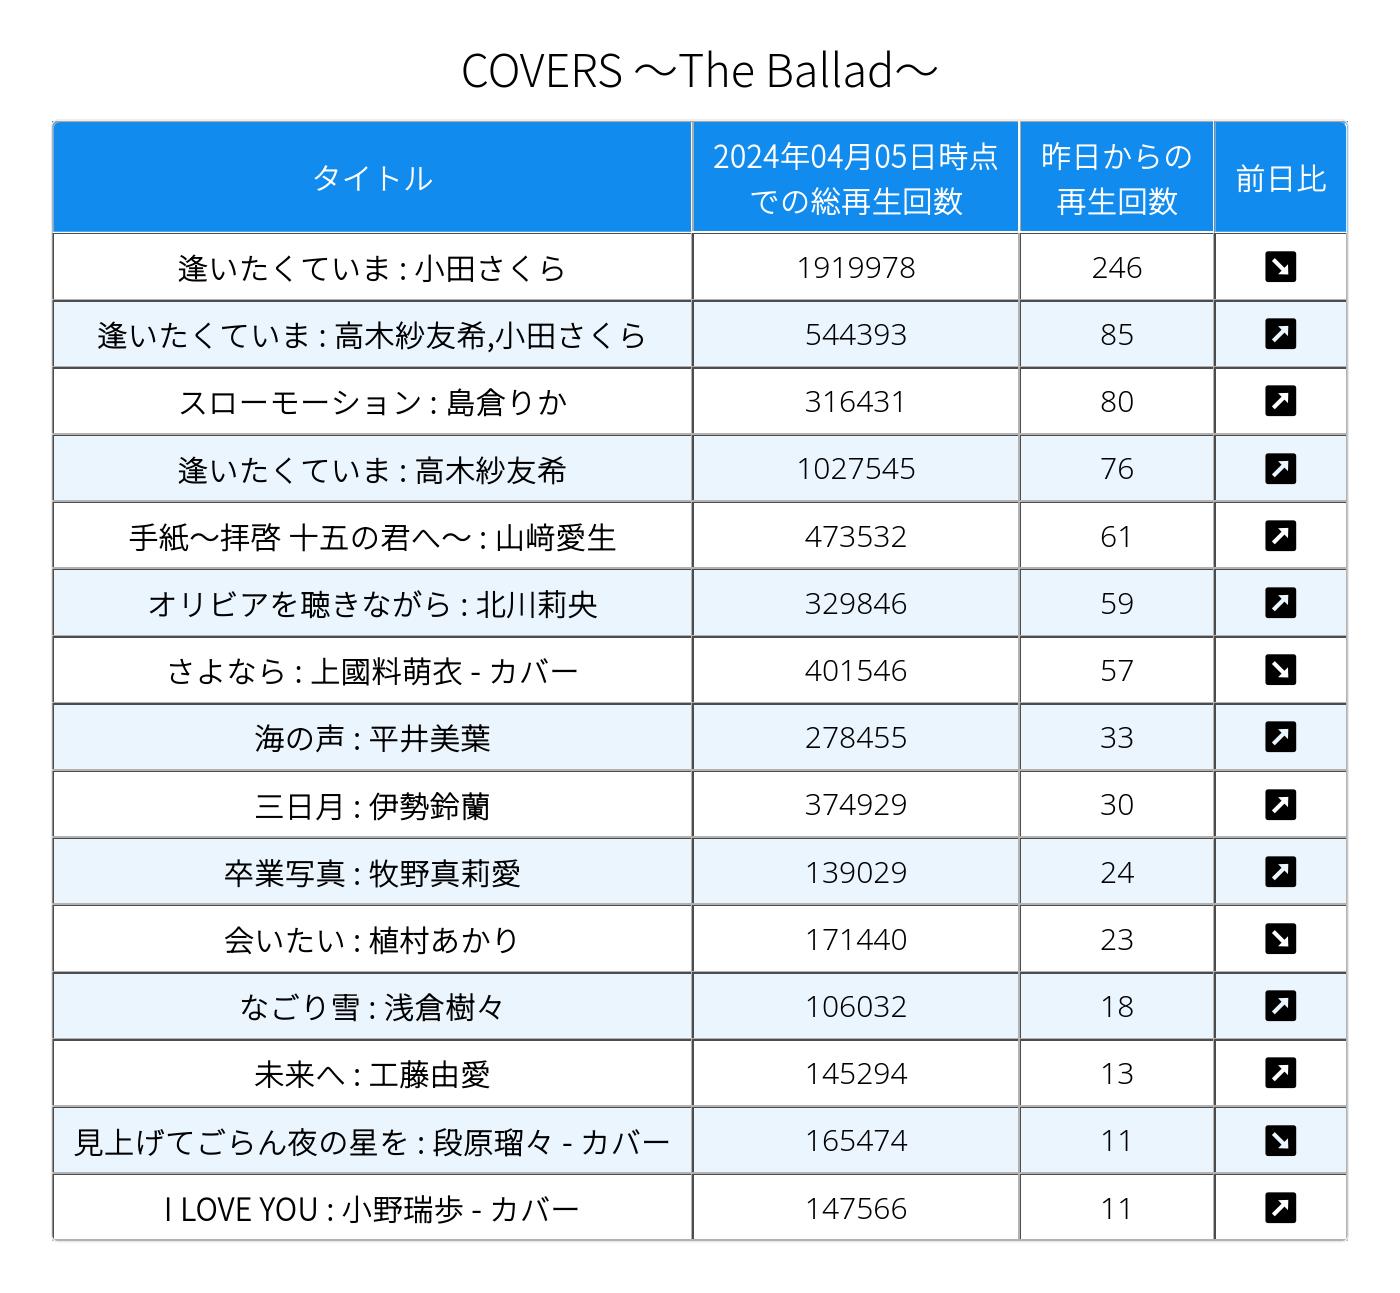 COVERS ～The Ballad～
タイトル
2024年04月05日時点
での総再生回数
昨日からの
再生回数
前日比
逢いたくていま : 小田さくら 1919978 246
逢いたくていま : 高木紗友希,小田さくら 544393 85
スローモーション : 島倉りか 316431 80
逢いたくていま : 高木紗友希 1027545 76
手紙～拝啓 十五の君へ～ : 山﨑愛生 473532 61
オリビアを聴きながら : 北川莉央 329846 59
さよなら : 上國料萌衣 - カバー 401546 57
海の声 : 平井美葉 278455 33
三日月 : 伊勢鈴蘭 374929 30
卒業写真 : 牧野真莉愛 139029 24
会いたい : 植村あかり 171440 23
なごり雪 : 浅倉樹々 106032 18
未来へ : 工藤由愛 145294 13
見上げてごらん夜の星を : 段原瑠々 - カバー 165474 11
I LOVE YOU : 小野瑞歩 - カバー 147566 11